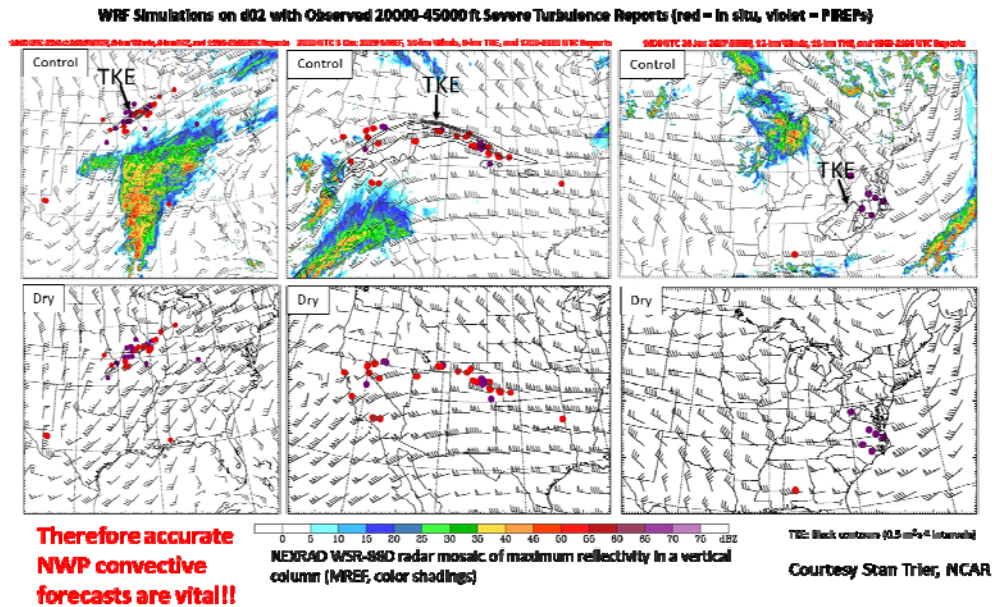 WRF Simulations on d02 with Observed 20000-45000 ft Severe Turbulence Reports (red = in situ, violet = PIREPs)
Control
TKE
Control
TKE
Control
TKE
Dry
Dry
Dry
0 5 10 15 20 25 30 35 40 45 50 55 60 65 70 75 dBZ
NEXRAD WSR-88D radar mosaic of maximum reflectivity in a vertical
column (MREF, color shadings)
TKE: Black contours (0.5 m²s⁻² intervals)
Courtesy Stan Trier, NCAR
Therefore accurate
NWP convective
forecasts are vital!!